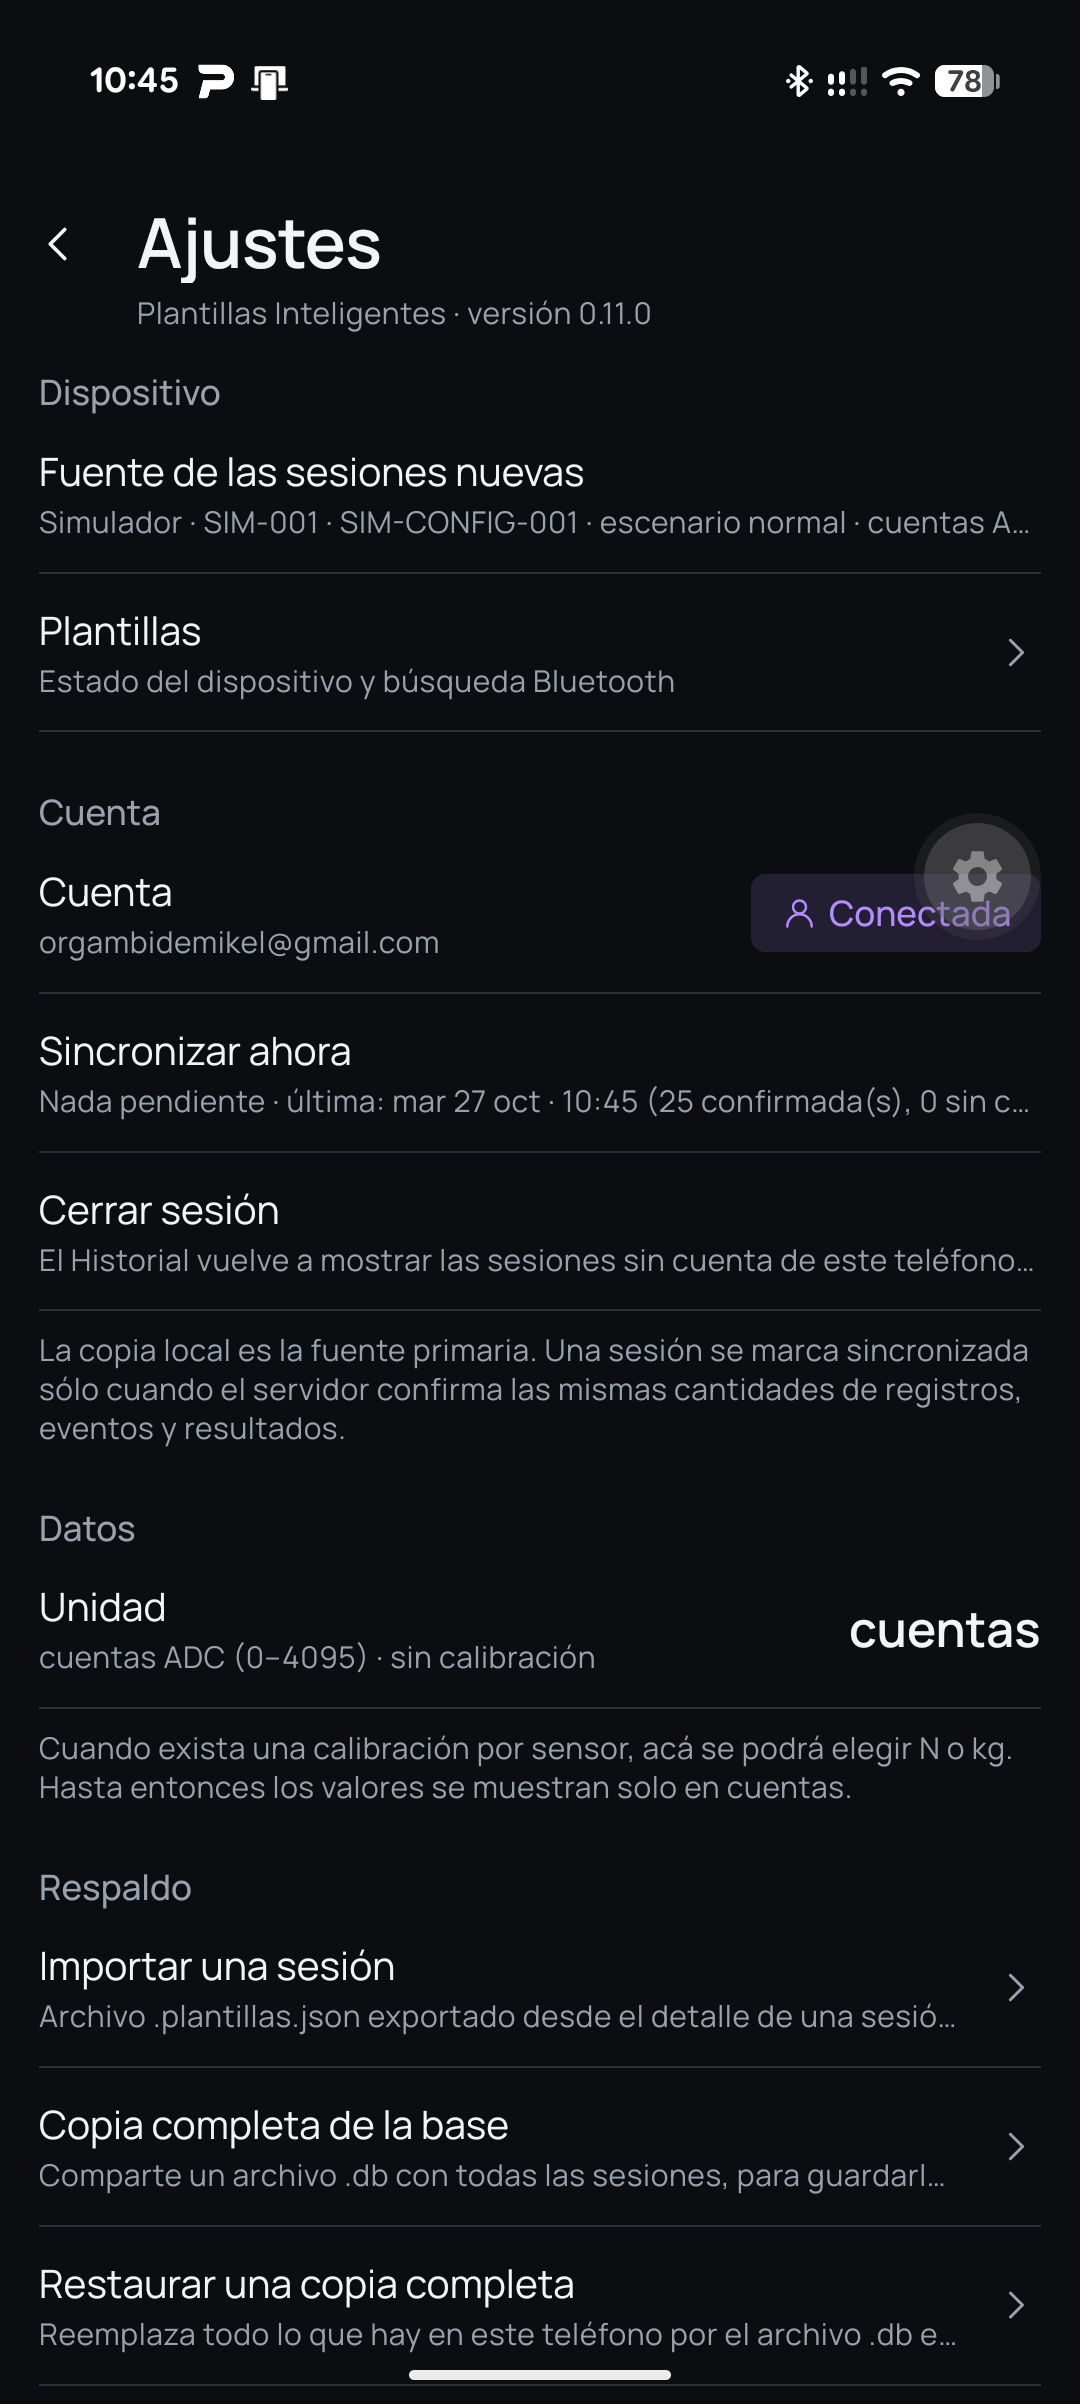 10:45
78
Ajustes
Plantillas Inteligentes · versión 0.11.0
Dispositivo
Fuente de las sesiones nuevas
Simulador · SIM-001 · SIM-CONFIG-001 · escenario normal · cuentas A…
Plantillas
Estado del dispositivo y búsqueda Bluetooth
Cuenta
Cuenta
orgambidemikel@gmail.com
Conectada
Sincronizar ahora
Nada pendiente · última: mar 27 oct · 10:45 (25 confirmada(s), 0 sin c…
Cerrar sesión
El Historial vuelve a mostrar las sesiones sin cuenta de este teléfono…
La copia local es la fuente primaria. Una sesión se marca sincronizada
sólo cuando el servidor confirma las mismas cantidades de registros,
eventos y resultados.
Datos
Unidad
cuentas ADC (0–4095) · sin calibración
cuentas
Cuando exista una calibración por sensor, acá se podrá elegir N o kg.
Hasta entonces los valores se muestran solo en cuentas.
Respaldo
Importar una sesión
Archivo .plantillas.json exportado desde el detalle de una sesió…
Copia completa de la base
Comparte un archivo .db con todas las sesiones, para guardarl…
Restaurar una copia completa
Reemplaza todo lo que hay en este teléfono por el archivo .db e…